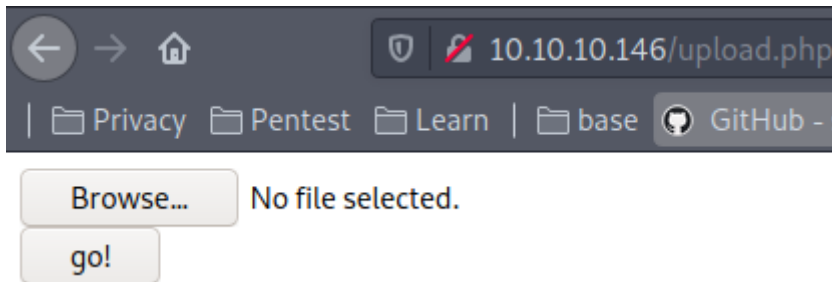 10.10.10.146/upload.php
Privacy Pentest Learn base GitHub -
Browse... No file selected.
go!